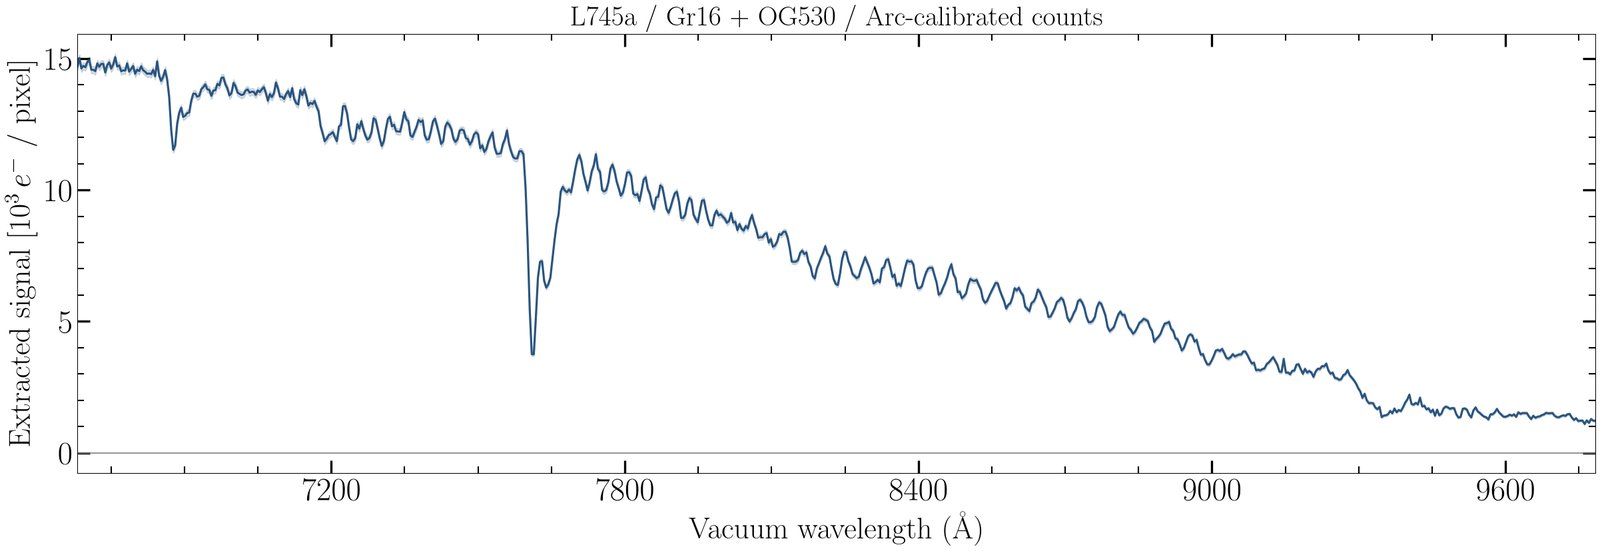 L745a / Gr16 + OG530 / Arc-calibrated counts
Extracted signal [10³ e⁻ / pixel]
15
10
5
0
7200 7800 8400 9000 9600
Vacuum wavelength (Å)